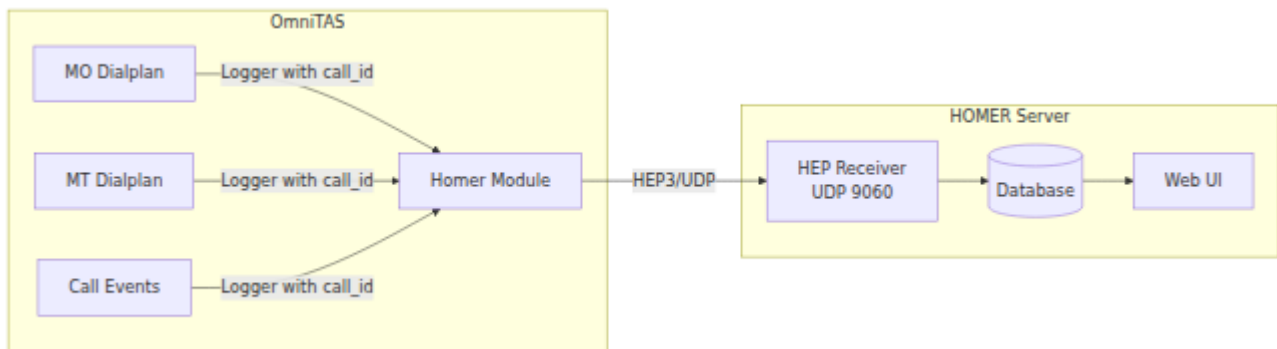 OmniTAS
MO Dialplan
Logger with call_id
MT Dialplan
Logger with call_id
Call Events
Logger with call_id
Homer Module
HEP3/UDP
HOMER Server
HEP Receiver
UDP 9060
Database
Web UI